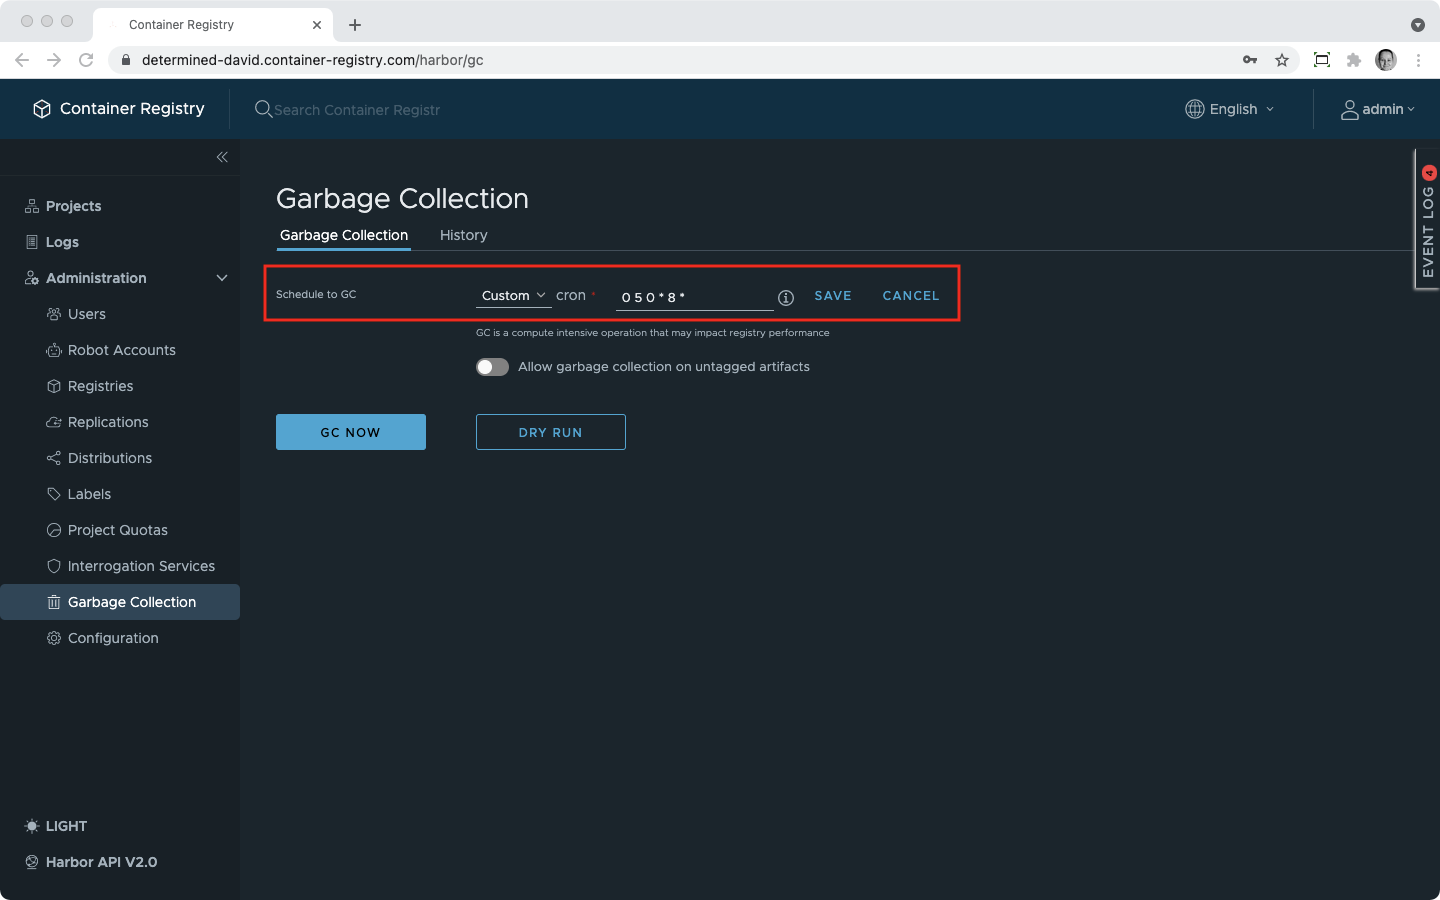 Container Registry
determined-david.container-registry.com/harbor/gc
Container Registry
Search Container Registr
English
admin
EVENT LOG 4
Projects
Logs
Administration
Users
Robot Accounts
Registries
Replications
Distributions
Labels
Project Quotas
Interrogation Services
Garbage Collection
Configuration
LIGHT
Harbor API V2.0
Garbage Collection
Garbage Collection History
Schedule to GC Custom cron * 0 5 0 * 8 * SAVE CANCEL
GC is a compute intensive operation that may impact registry performance
Allow garbage collection on untagged artifacts
GC NOW DRY RUN